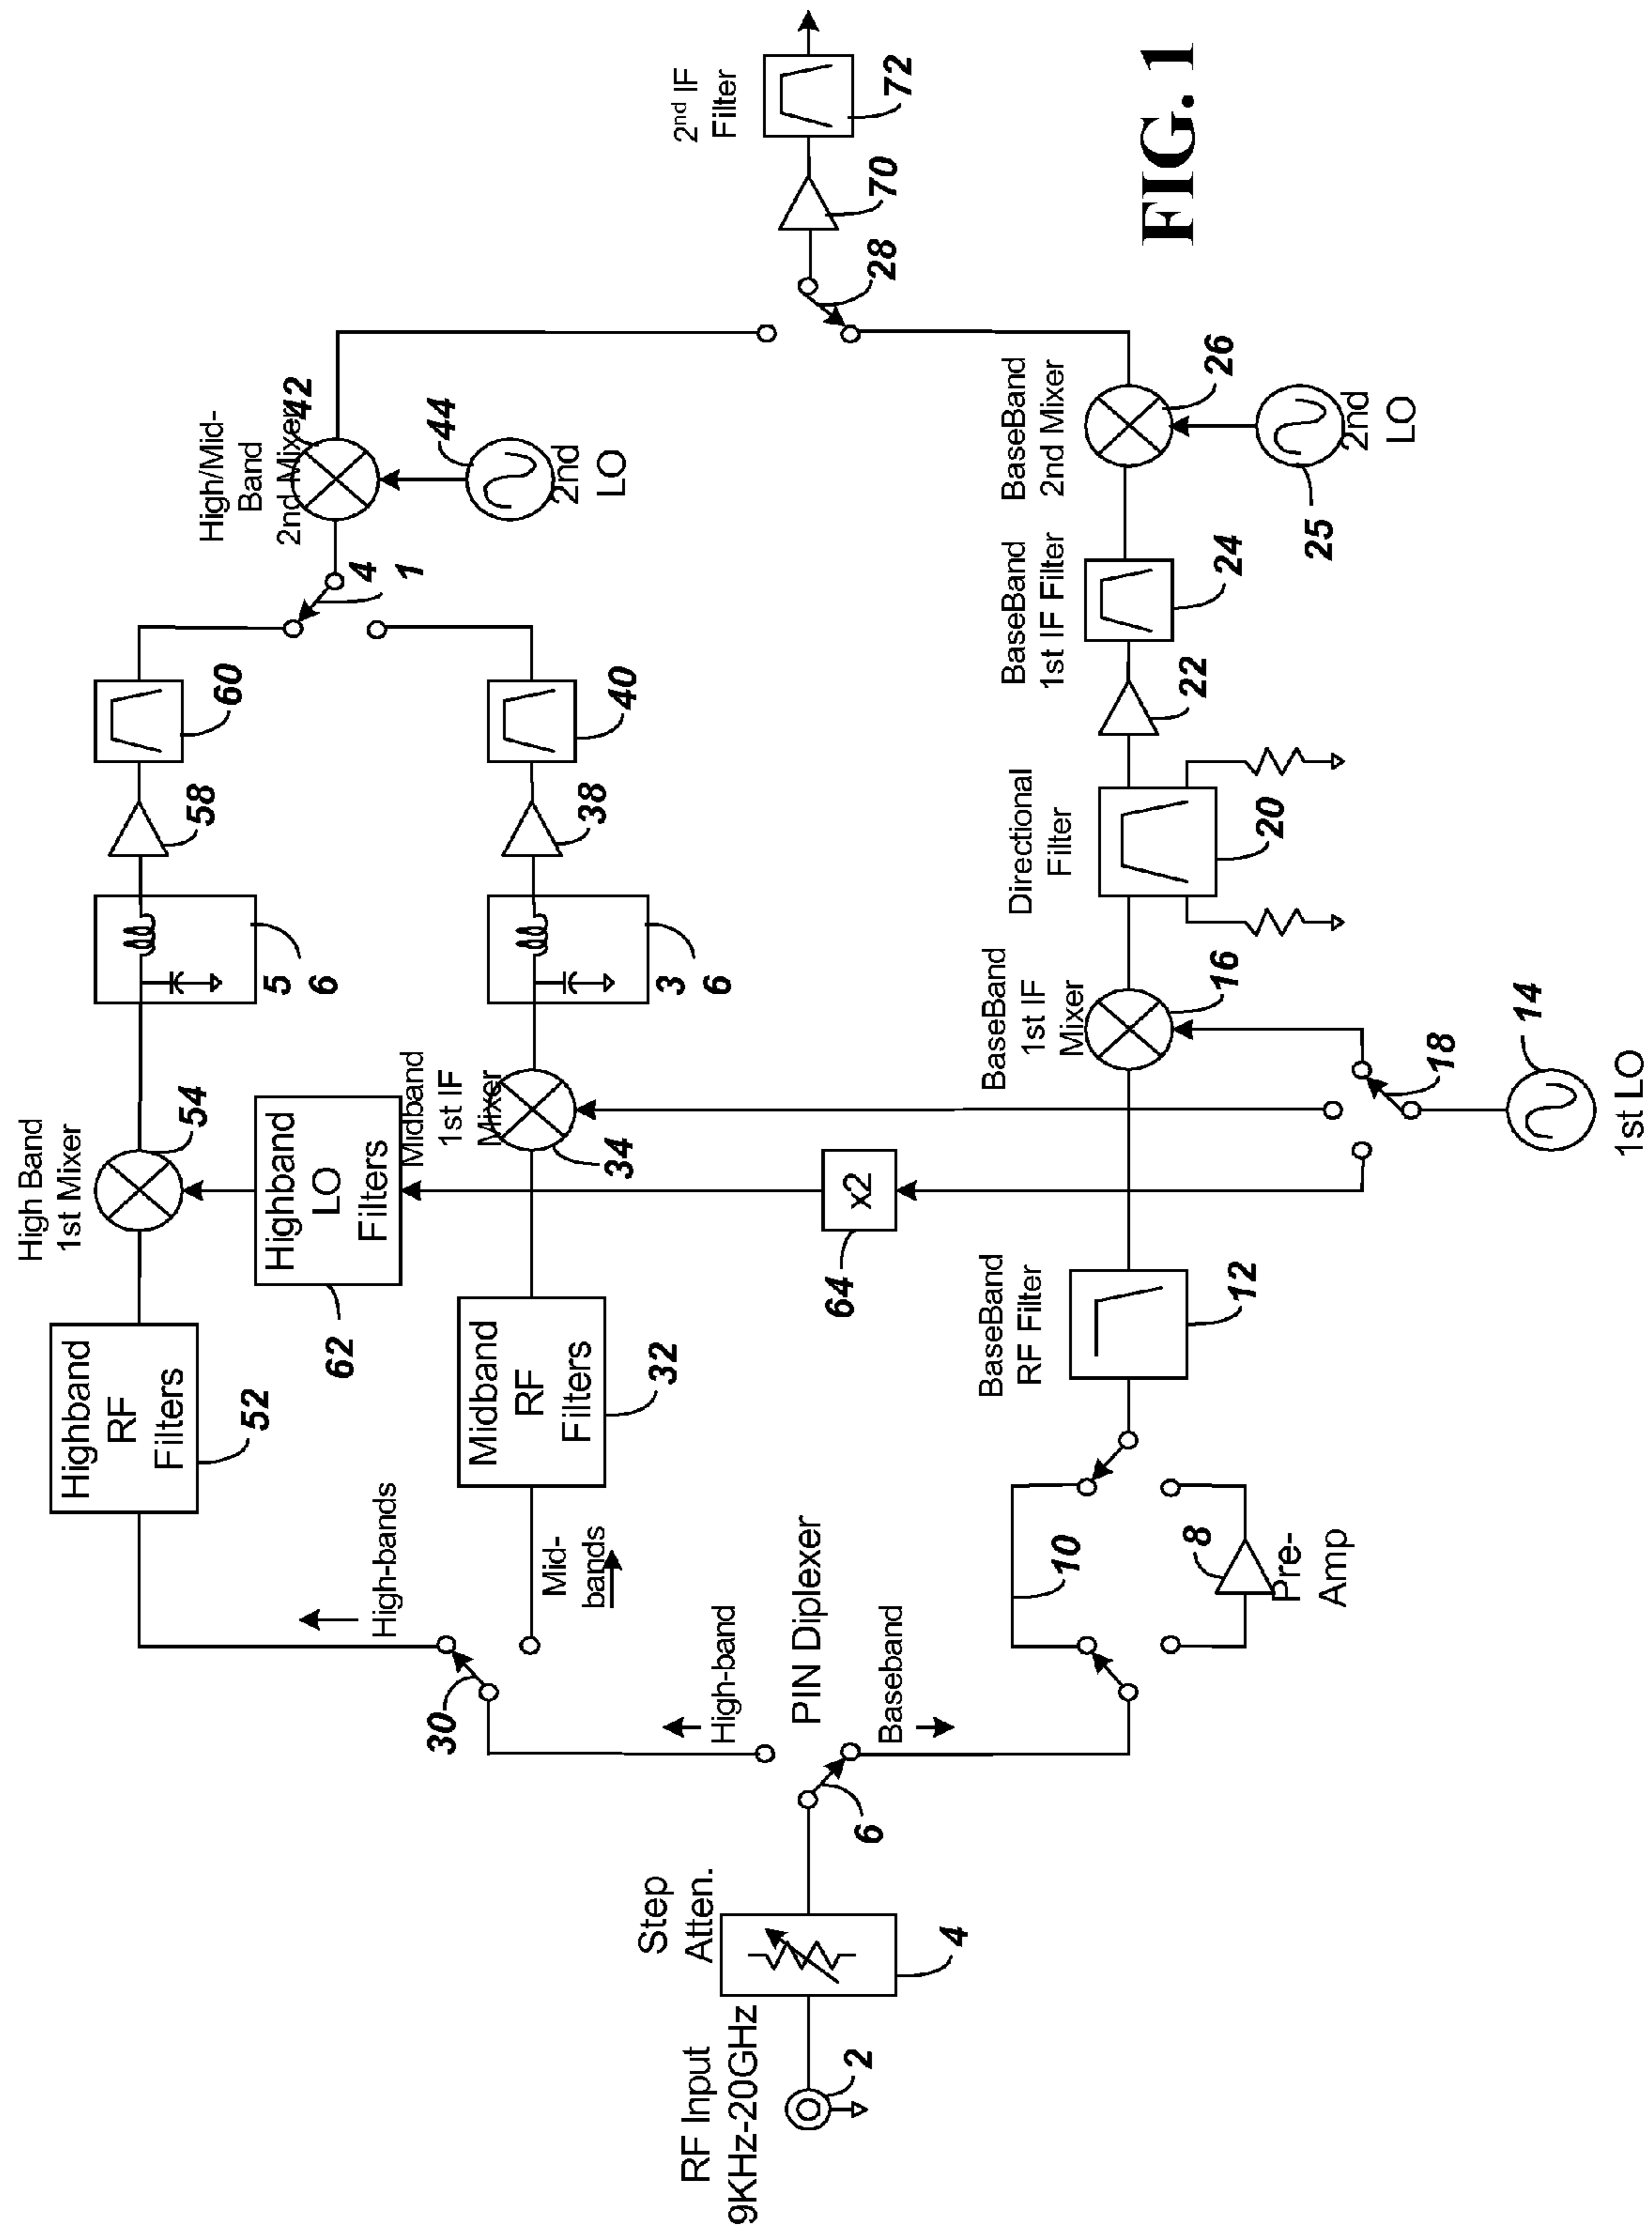 RF Input
9KHz-20GHz
2
Step
Atten.
4
6
PIN Diplexer
High-band
Baseband
30
High-bands
Mid-
bands
Highband
RF
Filters
52
High Band
1st Mixer
54
Highband
LO
Filters
62
5
6
58
60
Midband
RF
Filters
32
Midband
1st IF
Mixer
34
3
6
38
40
4
1
High/Mid-
Band
2nd Mixer
42
44
2nd
LO
x2
64
10
8
Pre-
Amp
BaseBand
RF Filter
12
BaseBand
1st IF
Mixer
16
18
14
1st LO
Directional
Filter
20
22
BaseBand
1st IF Filter
24
BaseBand
2nd Mixer
26
25
2nd
LO
28
70
2nd IF
Filter
72
FIG. 1